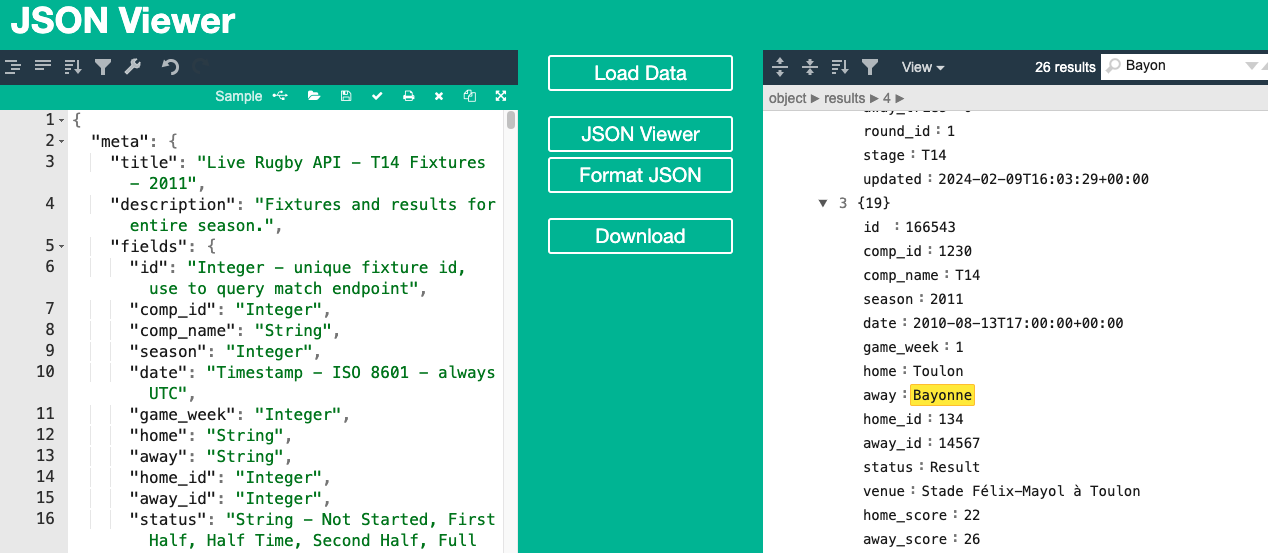 JSON Viewer
Sample
1 {
2 "meta": {
3 "title": "Live Rugby API - T14 Fixtures
- 2011",
4 "description": "Fixtures and results for
entire season.",
5 "fields": {
6 "id": "Integer - unique fixture id,
use to query match endpoint",
7 "comp_id": "Integer",
8 "comp_name": "String",
9 "season": "Integer",
10 "date": "Timestamp - ISO 8601 - always
UTC",
11 "game_week": "Integer",
12 "home": "String",
13 "away": "String",
14 "home_id": "Integer",
15 "away_id": "Integer",
16 "status": "String - Not Started, First
Half, Half Time, Second Half, Full
Load Data
JSON Viewer
Format JSON
Download
View
26 results
Bayon
object ▶ results ▶ 4 ▶
round_id : 1
stage : T14
updated : 2024-02-09T16:03:29+00:00
▼ 3 {19}
id : 166543
comp_id : 1230
comp_name : T14
season : 2011
date : 2010-08-13T17:00:00+00:00
game_week : 1
home : Toulon
away : Bayonne
home_id : 134
away_id : 14567
status : Result
venue : Stade Félix-Mayol à Toulon
home_score : 22
away_score : 26